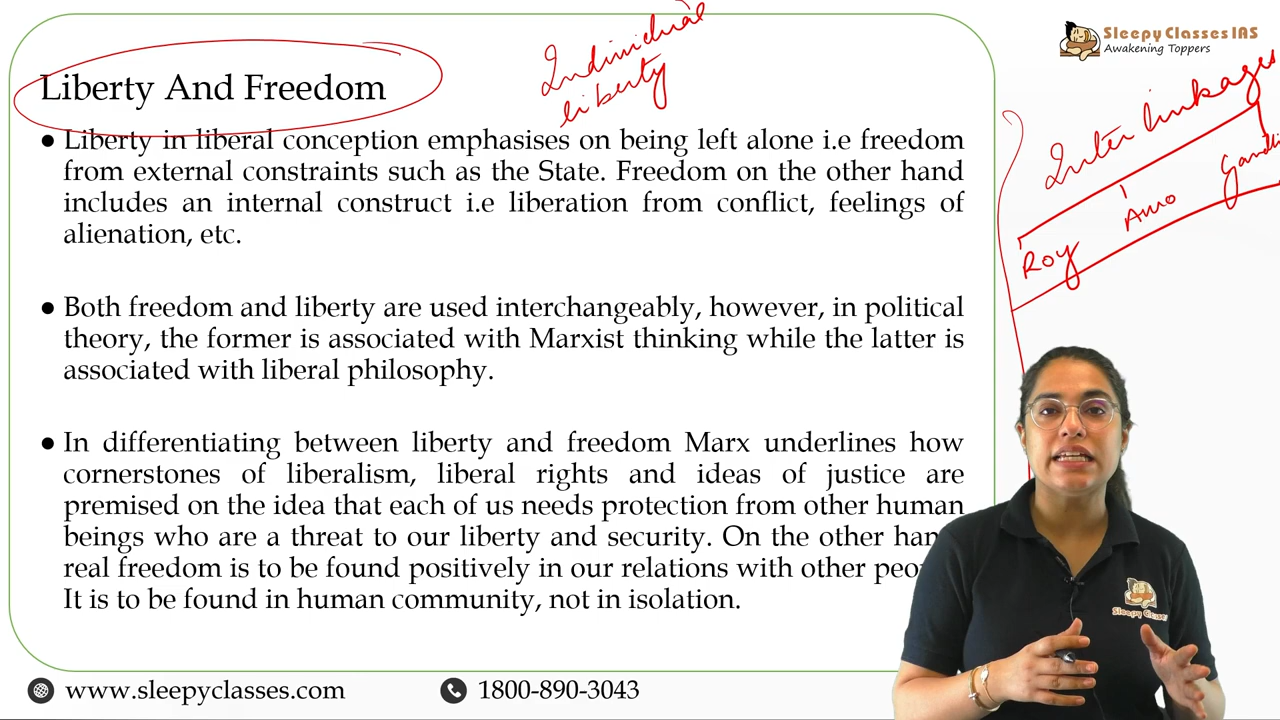 Individual
liberty
Sleepy Classes IAS
Awakening Toppers
Liberty And Freedom
Inter linkages
Roy
Gandhi
● Liberty in liberal conception emphasises on being left alone i.e freedom
from external constraints such as the State. Freedom on the other hand
includes an internal construct i.e liberation from conflict, feelings of
alienation, etc.
● Both freedom and liberty are used interchangeably, however, in political
theory, the former is associated with Marxist thinking while the latter is
associated with liberal philosophy.
● In differentiating between liberty and freedom Marx underlines how
cornerstones of liberalism, liberal rights and ideas of justice are
premised on the idea that each of us needs protection from other human
beings who are a threat to our liberty and security. On the other han
real freedom is to be found positively in our relations with other peo
It is to be found in human community, not in isolation.
Sleepy Classes
www.sleepyclasses.com
1800-890-3043